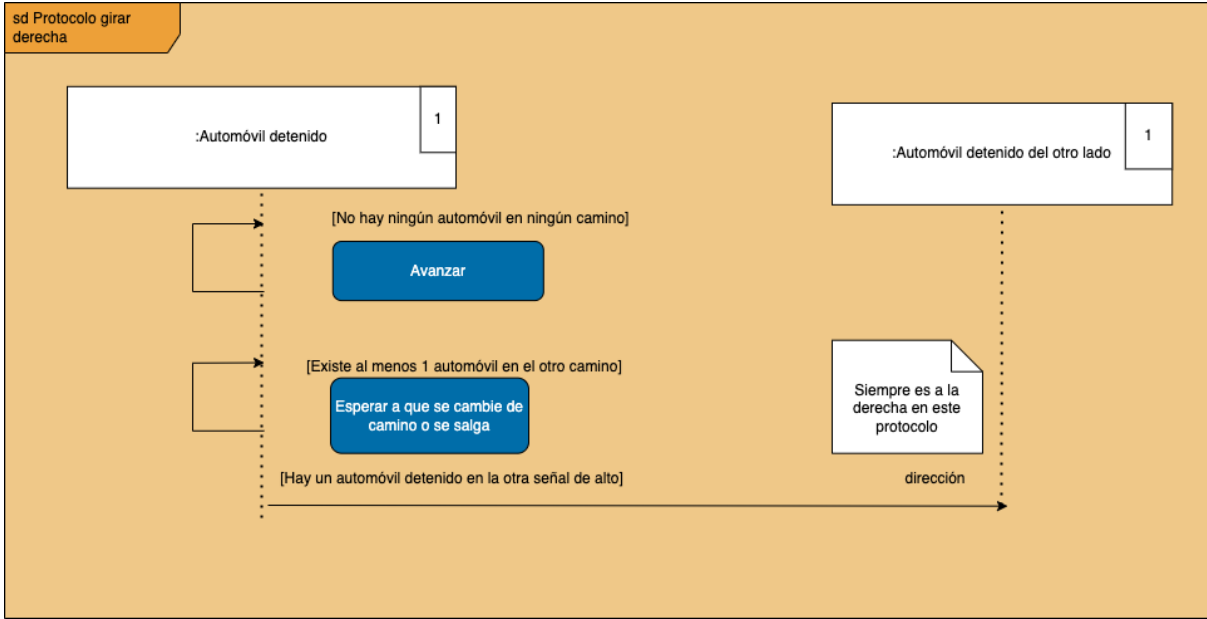 sd Protocolo girar
derecha
:Automóvil detenido
1
:Automóvil detenido del otro lado
1
[No hay ningún automóvil en ningún camino]
Avanzar
[Existe al menos 1 automóvil en el otro camino]
Esperar a que se cambie de
camino o se salga
Siempre es a la
derecha en este
protocolo
[Hay un automóvil detenido en la otra señal de alto]
dirección